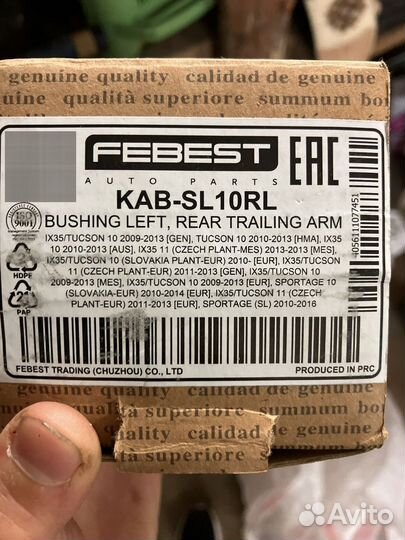 genuine quality calidad de genuine
uine qualità superiore summum bo
FEBEST
EAC
AUTO PARTS
KAB-SL10RL
ISO
9001
BUSHING LEFT, REAR TRAILING ARM
IX35/TUCSON 10 2009-2013 [GEN], TUCSON 10 2010-2013 [HMA], IX35
10 2010-2013 [AUS], IX35 11 (CZECH PLANT-MES) 2013-2013 [MES],
IX35/TUCSON 10 (SLOVAKIA PLANT-EUR) 2010- [EUR], IX35/TUCSON
11 (CZECH PLANT-EUR) 2011-2013 [GEN], IX35/TUCSON 10
2009-2013 [MES], IX35/TUCSON 10 2009-2013 [EUR], SPORTAGE 10
(SLOVAKIA-EUR) 2010-2014 [EUR], IX35/TUCSON 11 (CZECH
PLANT-EUR) 2011-2013 [EUR], SPORTAGE (SL) 2010-2016
HDPE
PAP
4056111077451
FEBEST TRADING (CHUZHOU) CO., LTD
PRODUCED IN PRC
genuine
quality calidad de genuin
qualità superiore
Avito